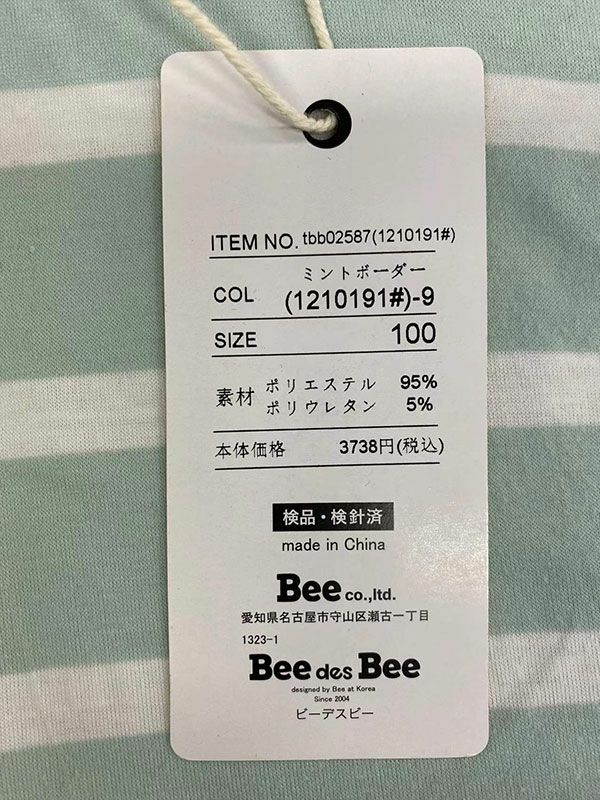 ITEM NO. tbb02587(1210191#)
ミントボーダー
COL (1210191#)-9
SIZE 100
素材 ポリエステル 95%
ポリウレタン 5%
本体価格 3738円(税込)
検品・検針済
made in China
Bee co.,ltd.
愛知県名古屋市守山区瀬古一丁目
1323-1
Bee des Bee
designed by Bee at Korea
Since 2004
ビーデスビー